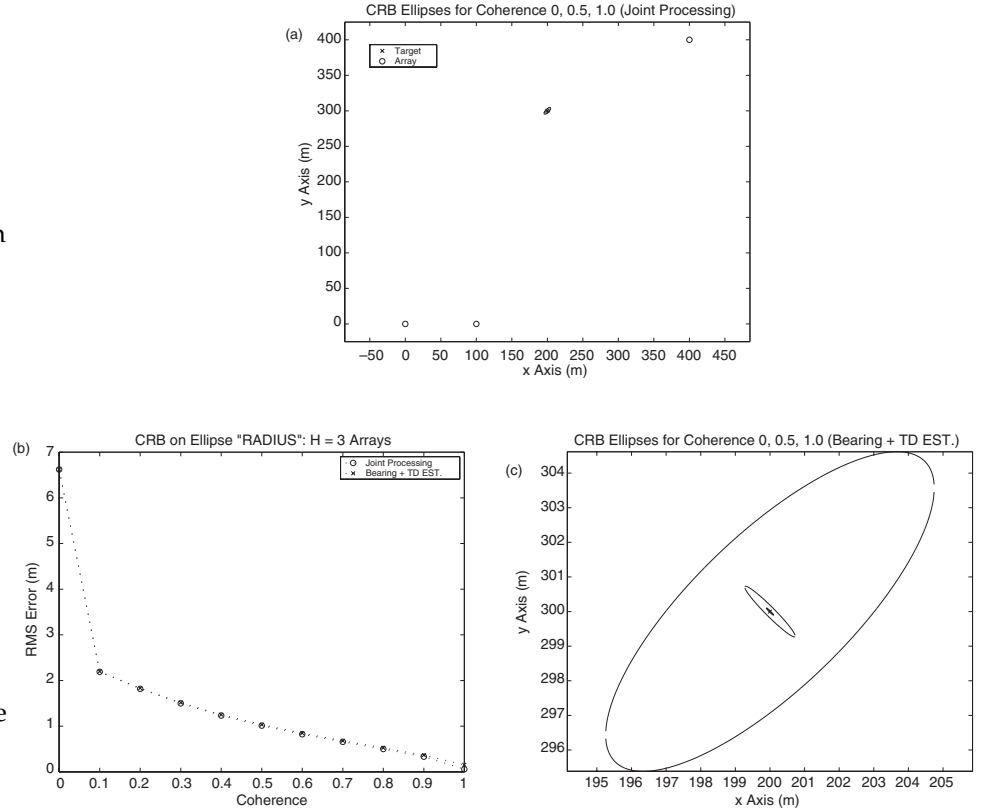 CRB Ellipses for Coherence 0, 0.5, 1.0 (Joint Processing)
(a)
Target
Array
400
350
300
250
200
150
100
50
0
y Axis (m)
−50 0 50 100 150 200 250 300 350 400 450
x Axis (m)
n
(b)
CRB on Ellipse "RADIUS": H = 3 Arrays
Joint Processing
Bearing + TD EST.
7
6
5
4
3
2
1
0
RMS Error (m)
0 0.1 0.2 0.3 0.4 0.5 0.6 0.7 0.8 0.9 1
Coherence
e
CRB Ellipses for Coherence 0, 0.5, 1.0 (Bearing + TD EST.)
(c)
304
303
302
301
300
299
298
297
296
y Axis (m)
195 196 197 198 199 200 201 202 203 204 205
x Axis (m)